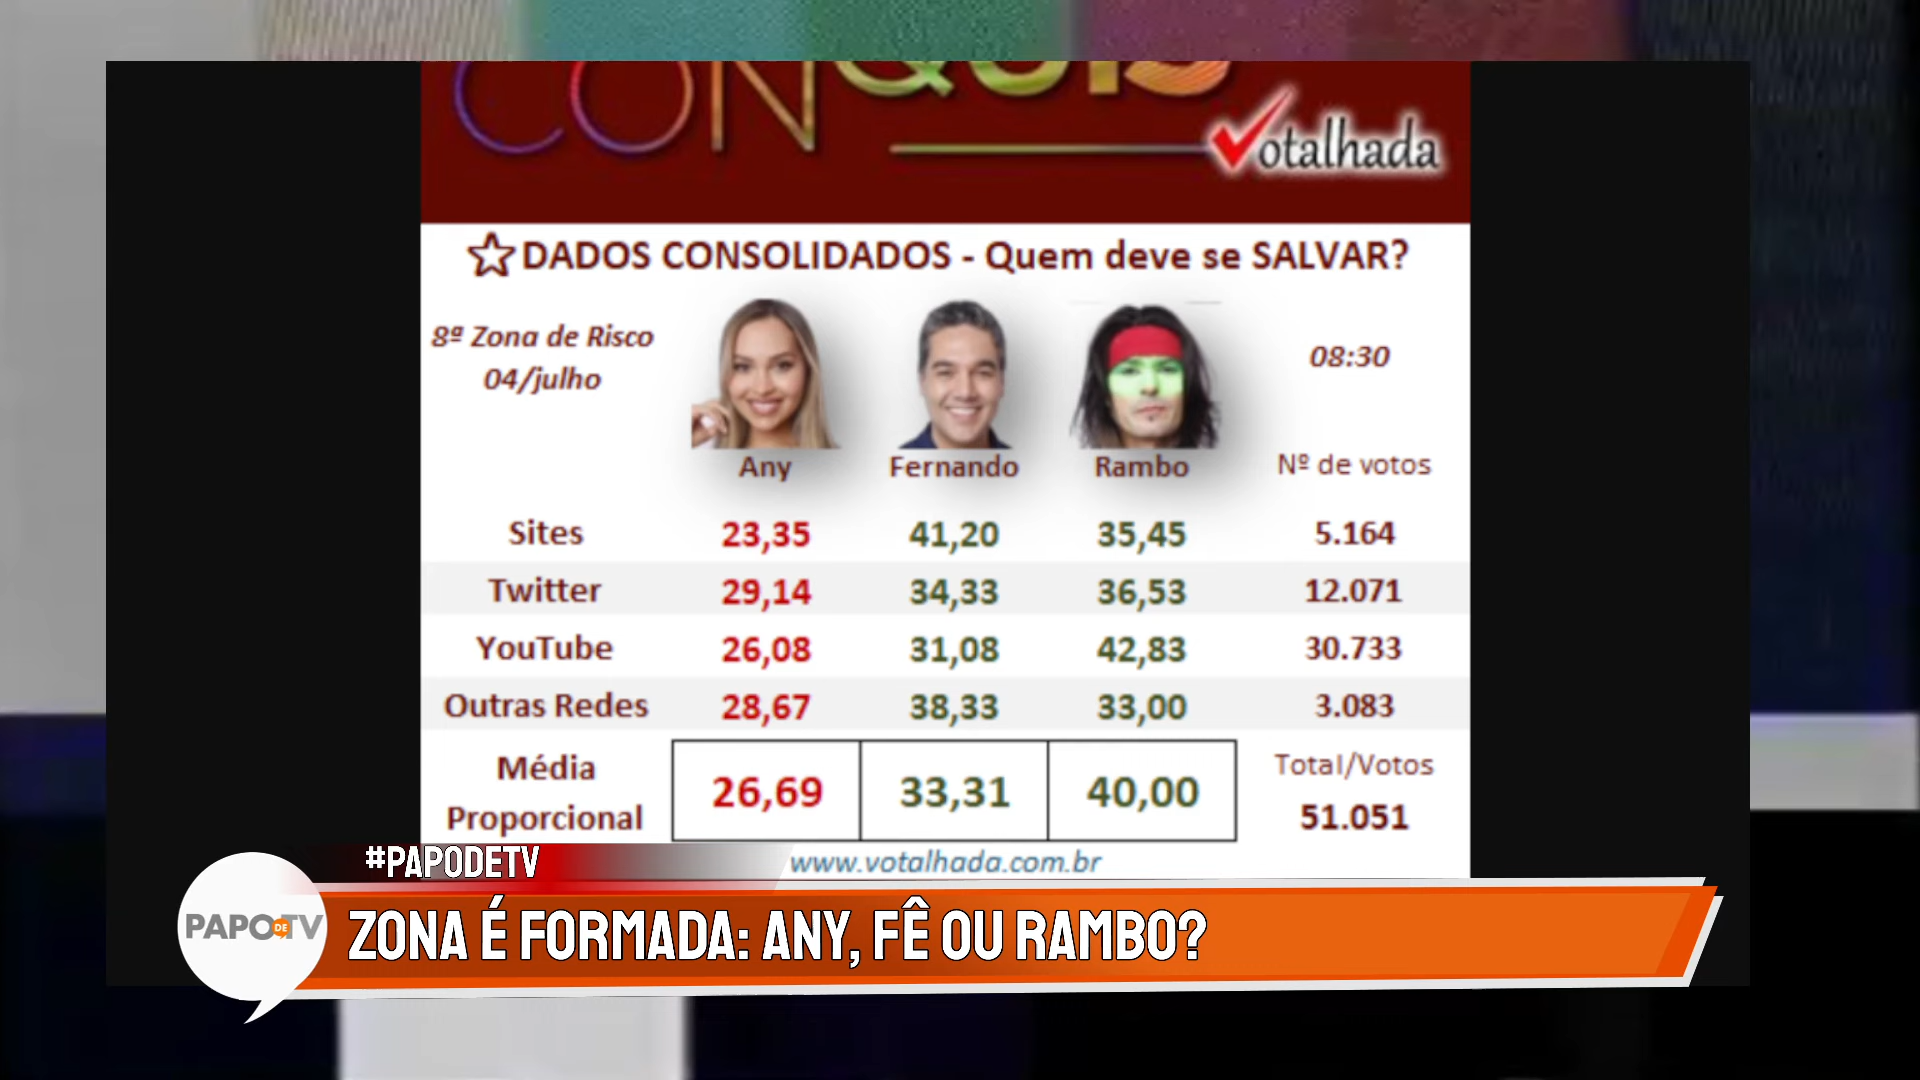 CONQUIS
Votalhada
DADOS CONSOLIDADOS - Quem deve se SALVAR?
8ª Zona de Risco
04/julho
08:30
Any Fernando Rambo Nº de votos
Sites 23,35 41,20 35,45 5.164
Twitter 29,14 34,33 36,53 12.071
YouTube 26,08 31,08 42,83 30.733
Outras Redes 28,67 38,33 33,00 3.083
Média Proporcional 26,69 33,31 40,00 Total/Votos 51.051
www.votalhada.com.br
#PAPODETV
PAPO DE TV
ZONA É FORMADA: ANY, FÊ OU RAMBO?